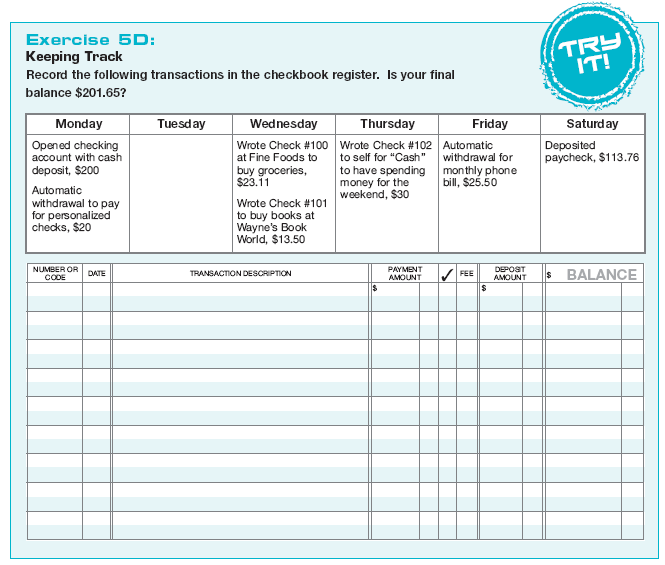 Exercise 5D:
Keeping Track
Record the following transactions in the checkbook register. Is your final
balance $201.65?
TRY
IT!
Monday
Tuesday
Wednesday
Thursday
Friday
Saturday
Opened checking
account with cash
deposit, $200
Automatic
withdrawal to pay
for personalized
checks, $20
Wrote Check #100
at Fine Foods to
buy groceries,
$23.11
Wrote Check #101
to buy books at
Wayne's Book
World, $13.50
Wrote Check #102
to self for "Cash"
to have spending
money for the
weekend, $30
Automatic
withdrawal for
monthly phone
bill, $25.50
Deposited
paycheck, $113.76
NUMBER OR
CODE
DATE
TRANSACTION DESCRIPTION
PAYMENT
AMOUNT
✓
FEE
DEPOSIT
AMOUNT
$ BALANCE
$
$